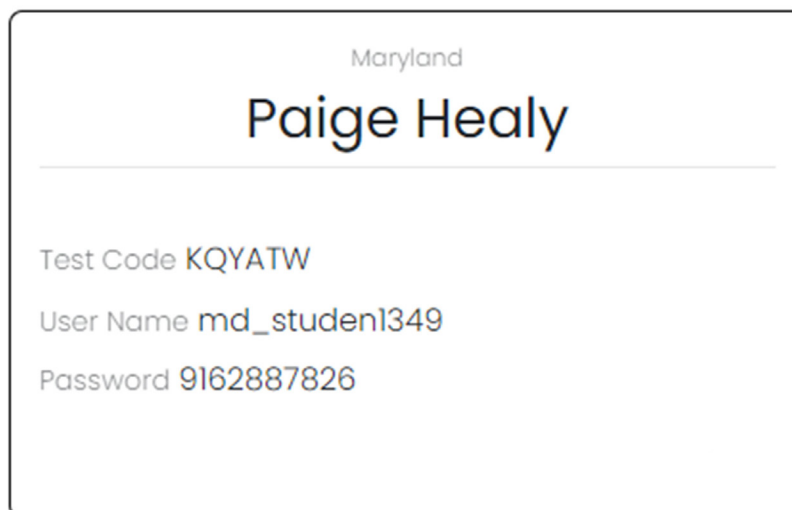 Maryland
Paige Healy
Test Code KQYATW
User Name md_studen1349
Password 9162887826